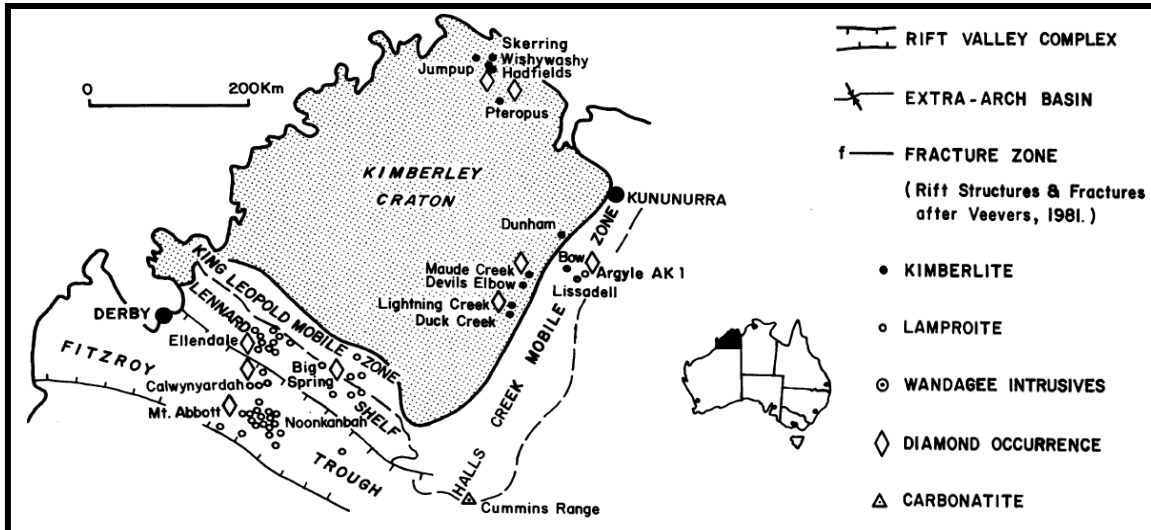 Skerring
Wishywashy
Jumpup
Hadfields
Pteropus
0
200Km
KIMBERLEY
CRATON
KUNUNURRA
Dunham
Bow
Argyle AK 1
Lissadell
Maude Creek
Devils Elbow
Lightning Creek
Duck Creek
HALLS CREEK MOBILE ZONE
KING LEOPOLD MOBILE ZONE
LENNARD SHELF
DERBY
FITZROY TROUGH
Ellendale
Big
Spring
Calwynyardah
Mt. Abbott
Noonkanbah
Cummins Range
RIFT VALLEY COMPLEX
EXTRA-ARCH BASIN
f
FRACTURE ZONE
(Rift Structures & Fractures
after Veevers, 1981.)
KIMBERLITE
LAMPROITE
WANDAGEE INTRUSIVES
DIAMOND OCCURRENCE
CARBONATITE